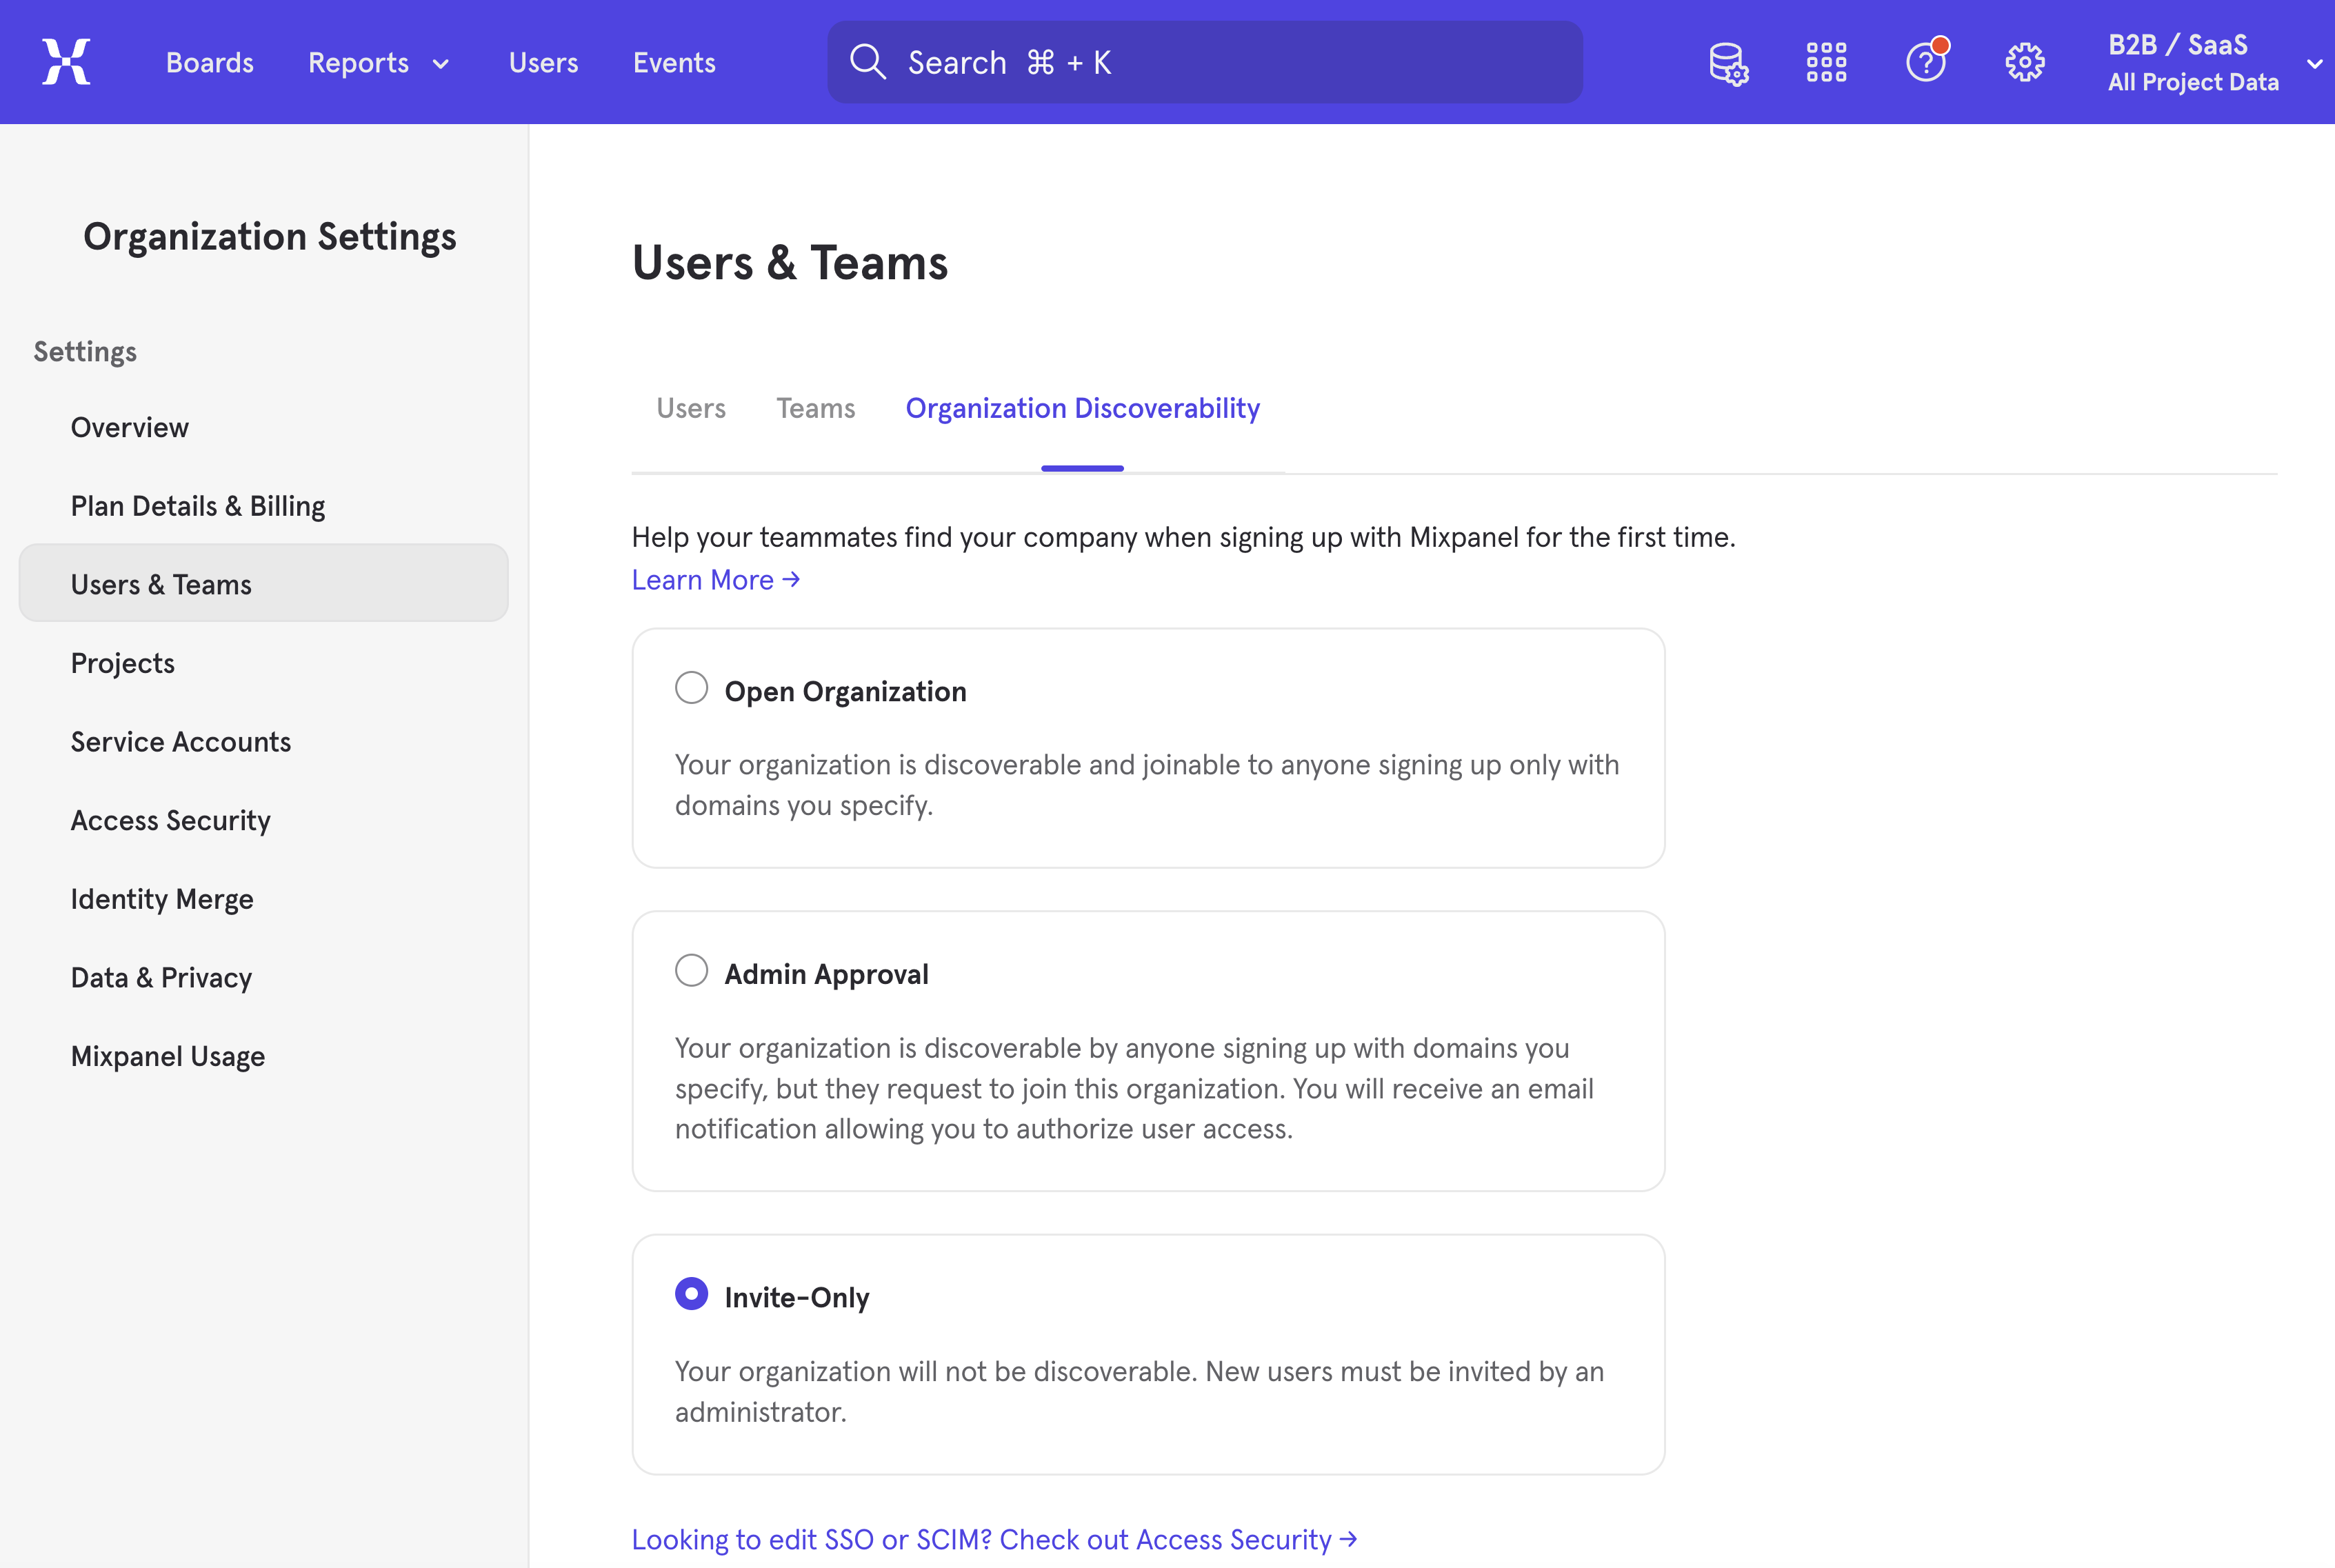 Boards Reports Users Events
Search ⌘ + K
B2B / SaaS
All Project Data
Organization Settings
Settings
Overview
Plan Details & Billing
Users & Teams
Projects
Service Accounts
Access Security
Identity Merge
Data & Privacy
Mixpanel Usage
Users & Teams
Users Teams Organization Discoverability
Help your teammates find your company when signing up with Mixpanel for the first time.
Learn More →
Open Organization
Your organization is discoverable and joinable to anyone signing up only with
domains you specify.
Admin Approval
Your organization is discoverable by anyone signing up with domains you
specify, but they request to join this organization. You will receive an email
notification allowing you to authorize user access.
Invite-Only
Your organization will not be discoverable. New users must be invited by an
administrator.
Looking to edit SSO or SCIM? Check out Access Security →